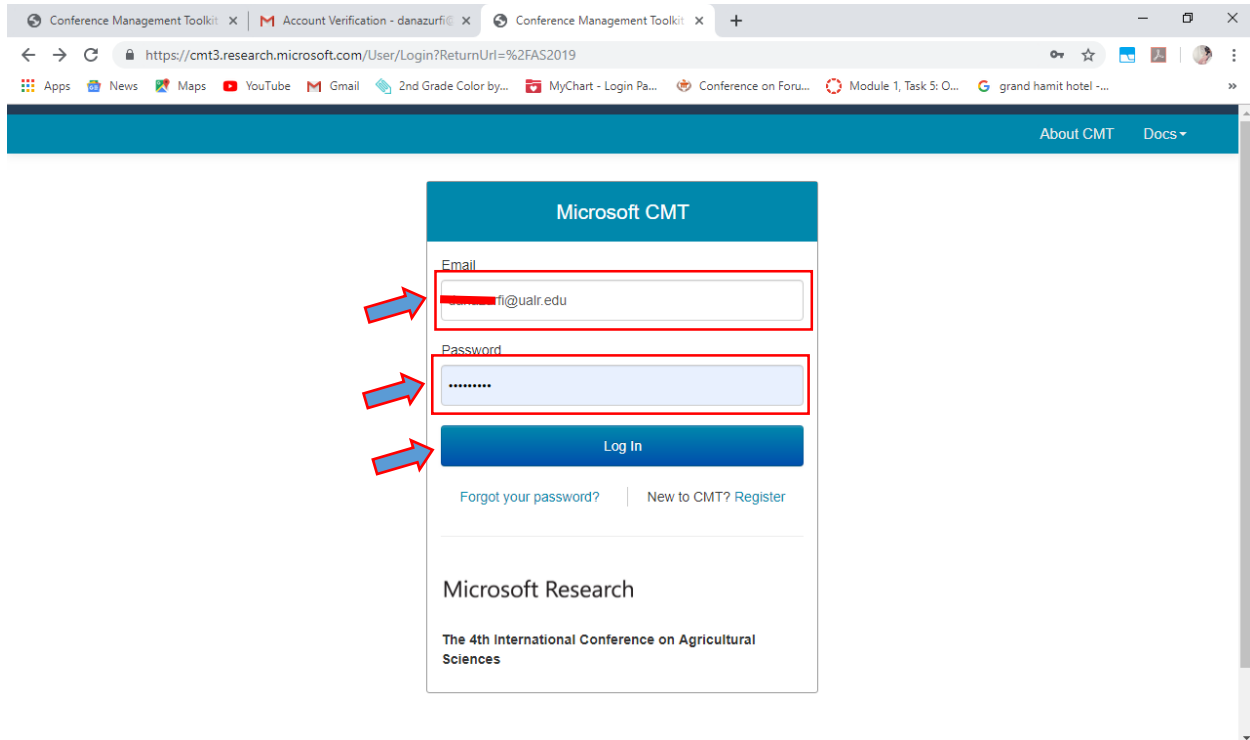 Conference Management Toolkit
Account Verification - danazurfi@
Conference Management Toolkit
https://cmt3.research.microsoft.com/User/Login?ReturnUrl=%2FAS2019
Apps News Maps YouTube Gmail 2nd Grade Color by... MyChart - Login Pa... Conference on Foru... Module 1, Task 5: O... grand hamit hotel -... »
About CMT Docs
Microsoft CMT
Email
fi@ualr.edu
Password
•••••••••
Log In
Forgot your password? New to CMT? Register
Microsoft Research
The 4th International Conference on Agricultural
Sciences